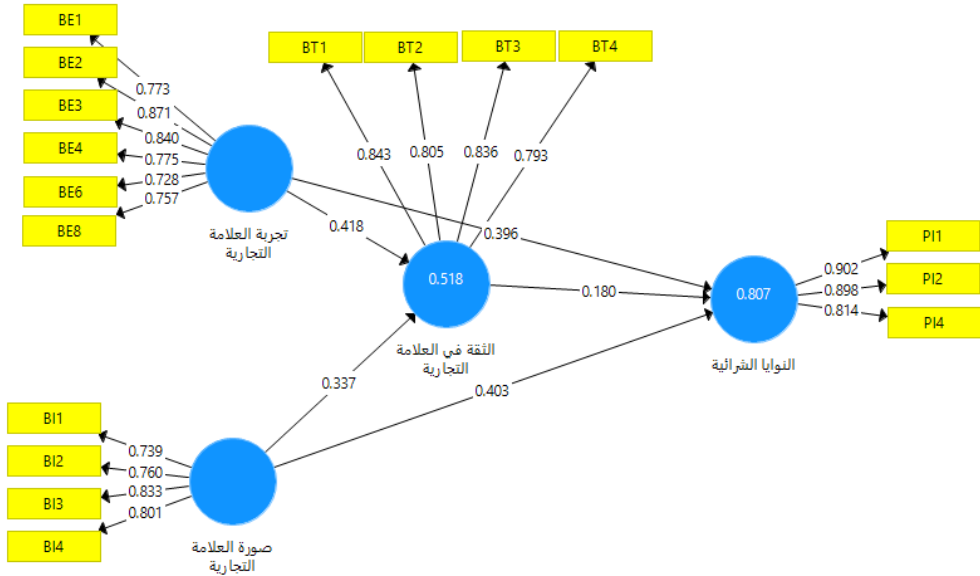 BE1
BE2
BE3
BE4
BE6
BE8
0.773
0.871
0.840
0.775
0.728
0.757
تجربة العلامة
التجارية
BT1
BT2
BT3
BT4
0.843
0.805
0.836
0.793
0.418
0.396
0.518
الثقة في العلامة
التجارية
0.180
0.337
0.403
0.807
النوايا الشرائية
0.902
0.898
0.814
PI1
PI2
PI4
BI1
BI2
BI3
BI4
0.739
0.760
0.833
0.801
صورة العلامة
التجارية